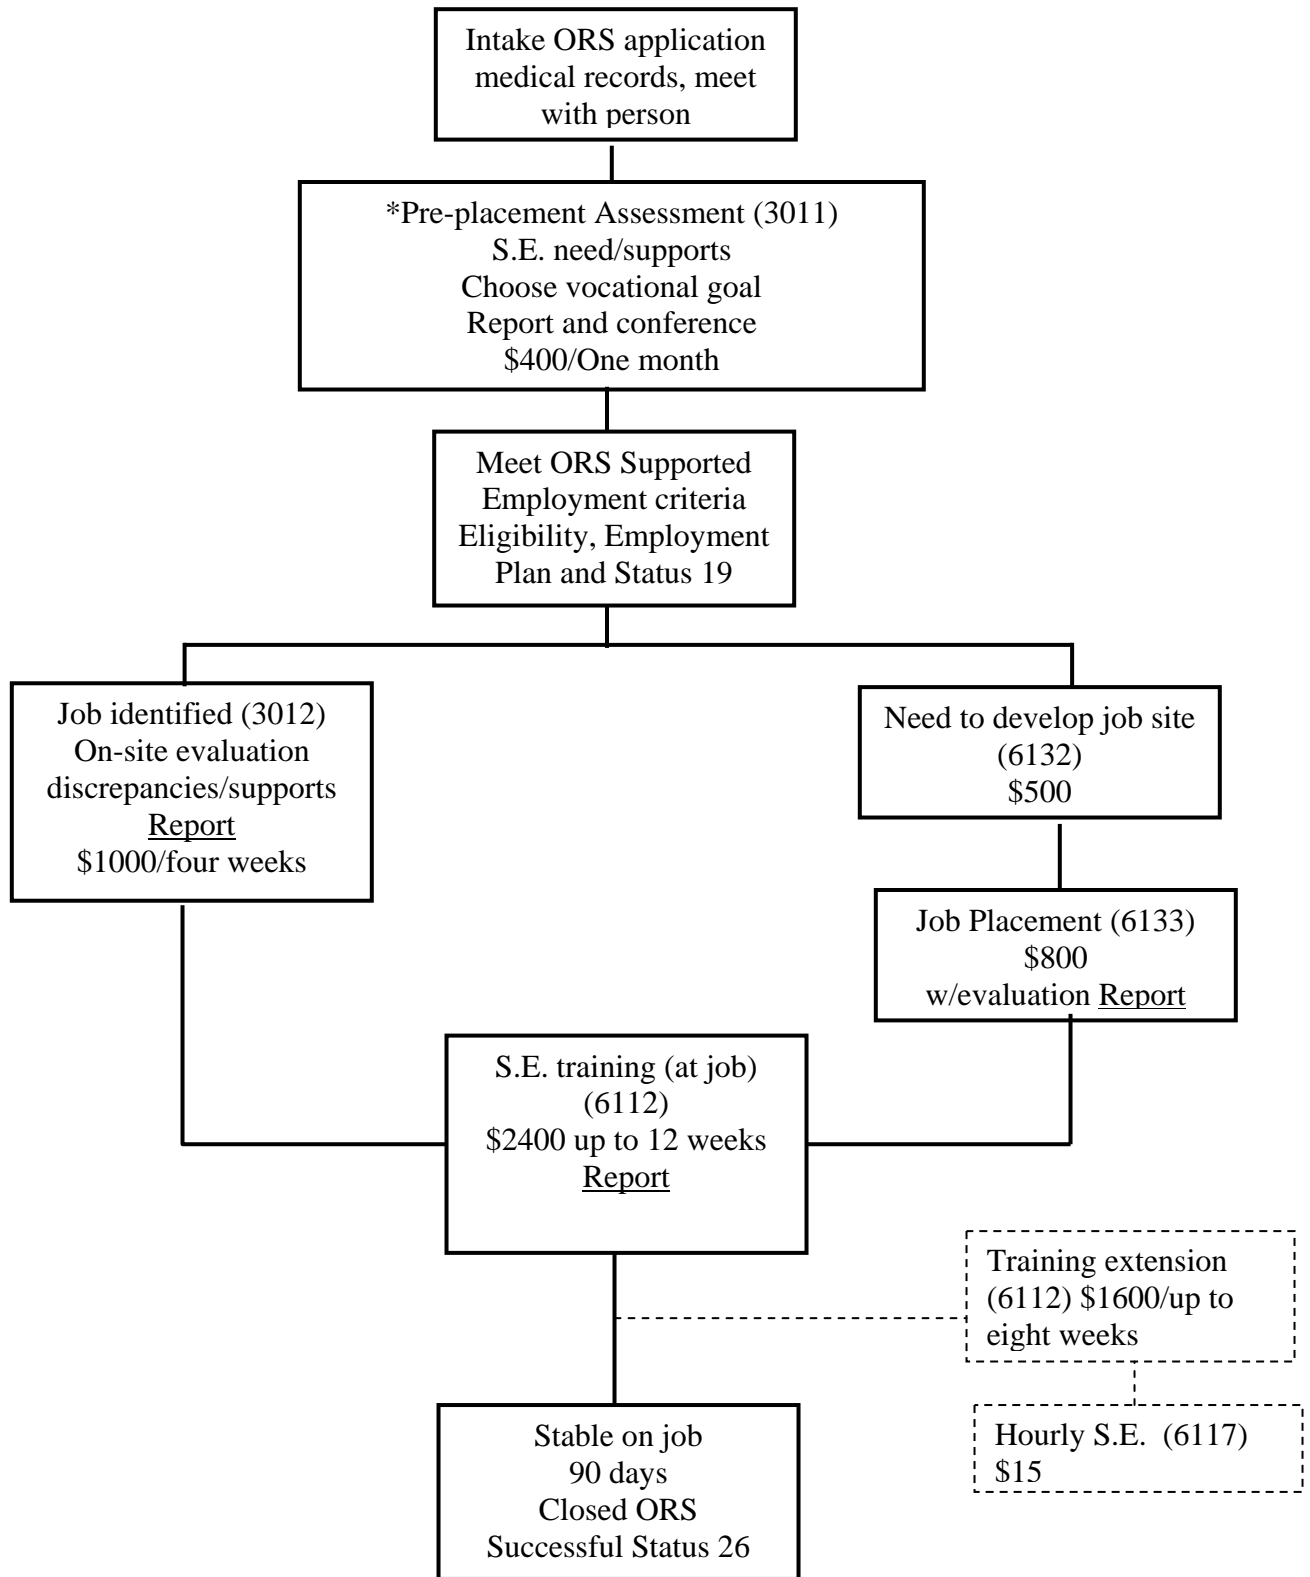 Intake ORS application
medical records, meet
with person
*Pre-placement Assessment (3011)
S.E. need/supports
Choose vocational goal
Report and conference
$400/One month
Meet ORS Supported
Employment criteria
Eligibility, Employment
Plan and Status 19
Job identified (3012)
On-site evaluation
discrepancies/supports
Report
$1000/four weeks
Need to develop job site
(6132)
$500
Job Placement (6133)
$800
w/evaluation Report
S.E. training (at job)
(6112)
$2400 up to 12 weeks
Report
Training extension
(6112) $1600/up to
eight weeks
Hourly S.E.  (6117)
$15
Stable on job
90 days
Closed ORS
Successful Status 26